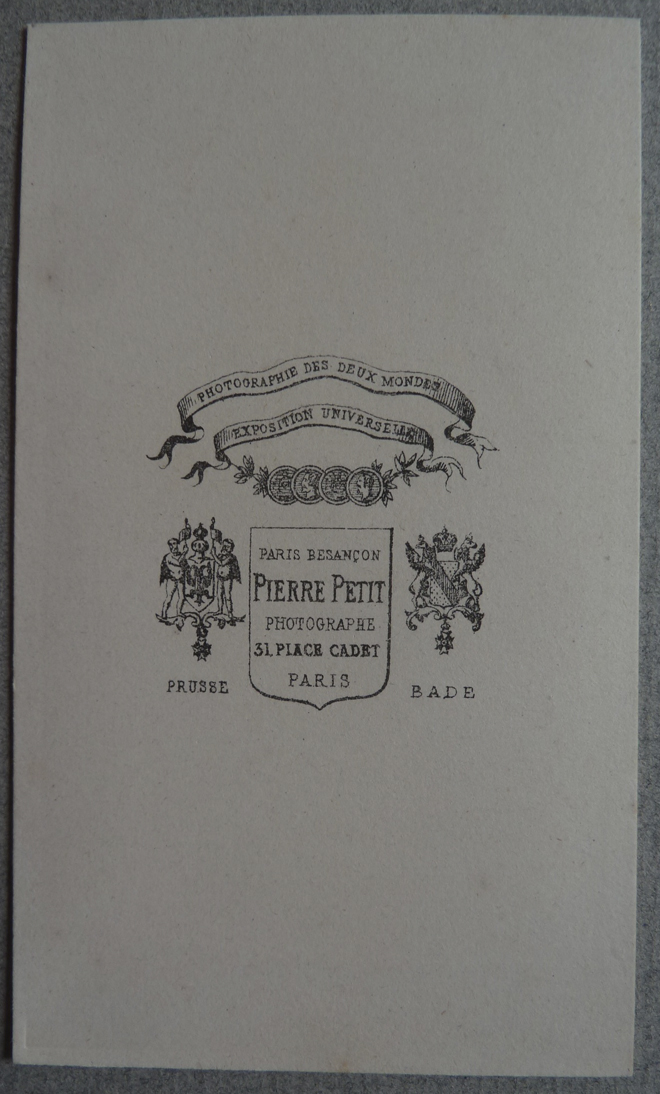 PHOTOGRAPHIE DES DEUX MONDES
EXPOSITION UNIVERSELLE
PARIS BESANÇON
PIERRE PETIT
PHOTOGRAPHE
31, PLACE CADET
PARIS
PRUSSE
BADE